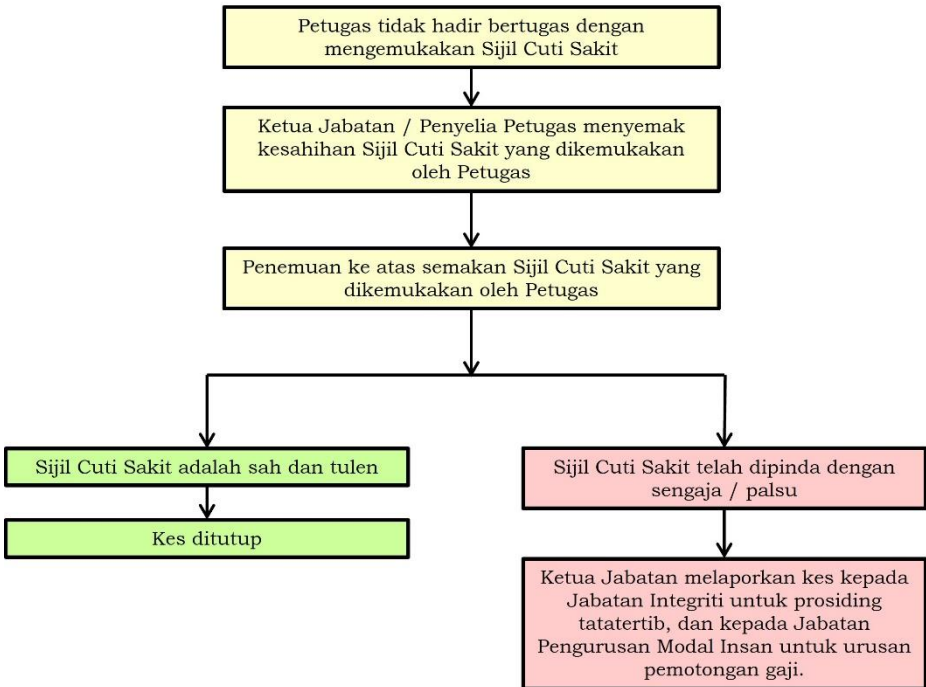 Petugas tidak hadir bertugas dengan
mengemukakan Sijil Cuti Sakit
Ketua Jabatan / Penyelia Petugas menyemak
kesahihan Sijil Cuti Sakit yang dikemukakan
oleh Petugas
Penemuan ke atas semakan Sijil Cuti Sakit yang
dikemukakan oleh Petugas
Sijil Cuti Sakit adalah sah dan tulen
Kes ditutup
Sijil Cuti Sakit telah dipinda dengan
sengaja / palsu
Ketua Jabatan melaporkan kes kepada
Jabatan Integriti untuk prosiding
tatatertib, dan kepada Jabatan
Pengurusan Modal Insan untuk urusan
pemotongan gaji.